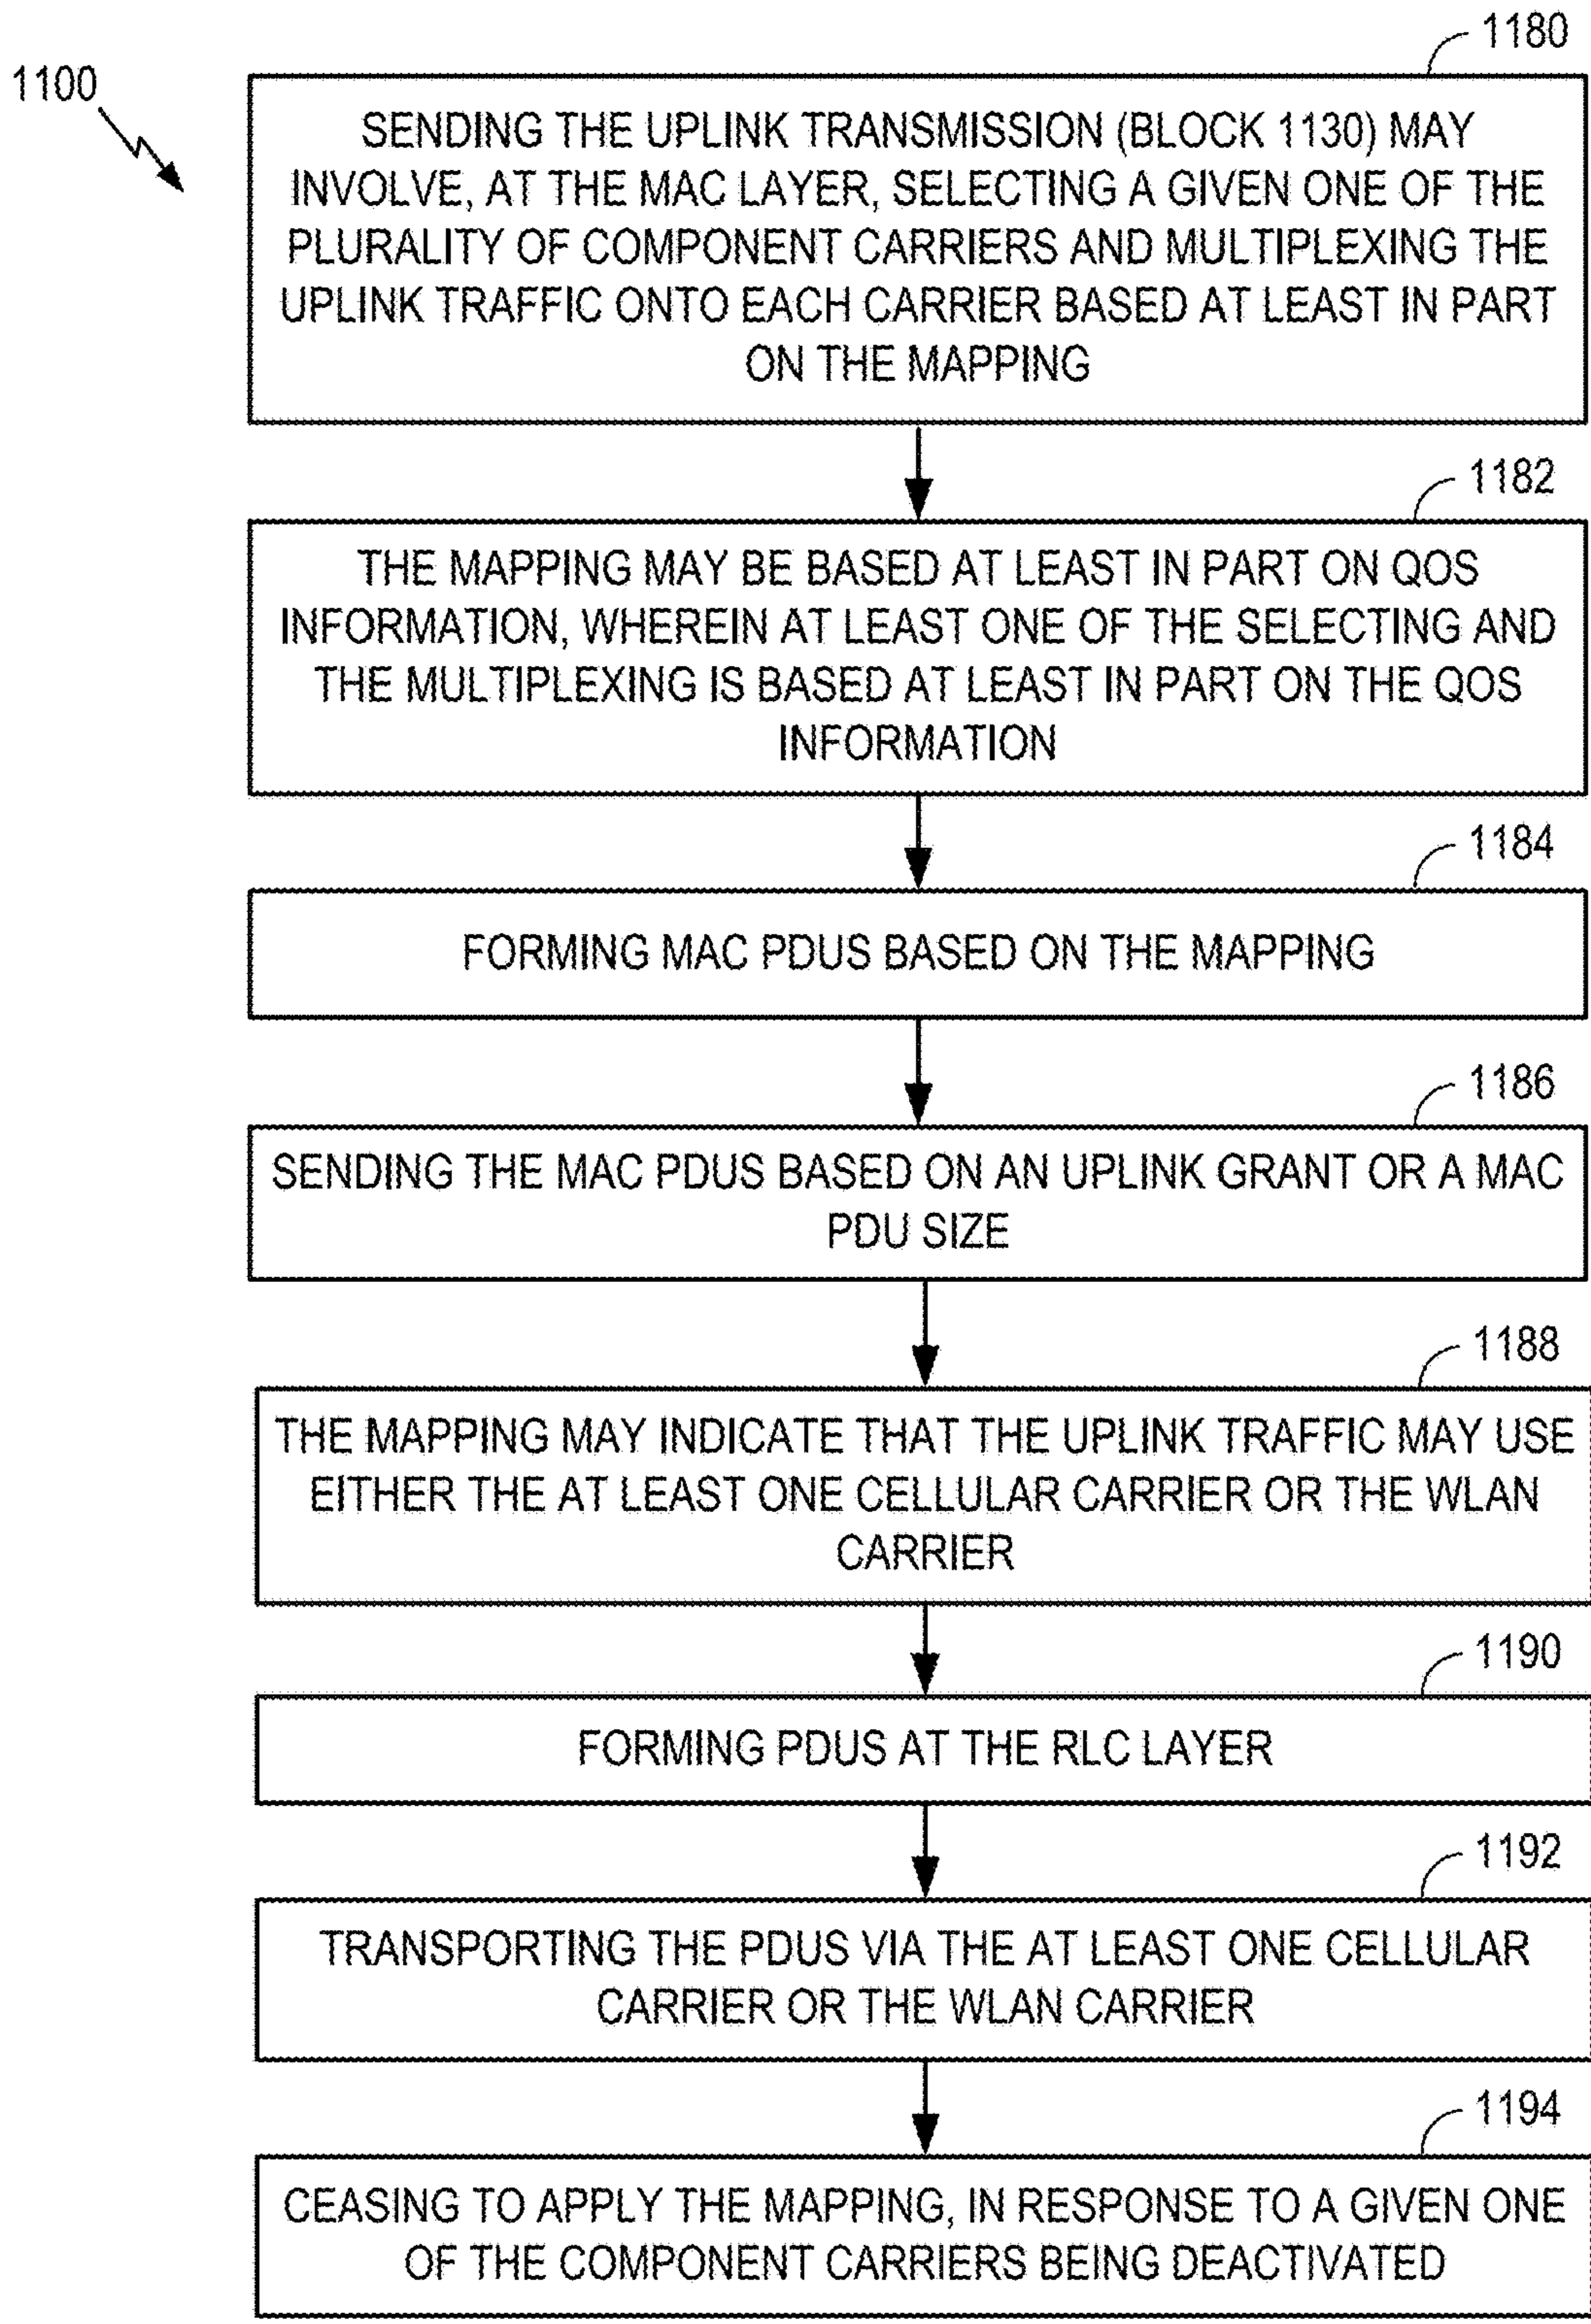 1100
1180
SENDING THE UPLINK TRANSMISSION (BLOCK 1130) MAY
INVOLVE, AT THE MAC LAYER, SELECTING A GIVEN ONE OF THE
PLURALITY OF COMPONENT CARRIERS AND MULTIPLEXING THE
UPLINK TRAFFIC ONTO EACH CARRIER BASED AT LEAST IN PART
ON THE MAPPING
1182
THE MAPPING MAY BE BASED AT LEAST IN PART ON QOS
INFORMATION, WHEREIN AT LEAST ONE OF THE SELECTING AND
THE MULTIPLEXING IS BASED AT LEAST IN PART ON THE QOS
INFORMATION
1184
FORMING MAC PDUS BASED ON THE MAPPING
1186
SENDING THE MAC PDUS BASED ON AN UPLINK GRANT OR A MAC
PDU SIZE
1188
THE MAPPING MAY INDICATE THAT THE UPLINK TRAFFIC MAY USE
EITHER THE AT LEAST ONE CELLULAR CARRIER OR THE WLAN
CARRIER
1190
FORMING PDUS AT THE RLC LAYER
1192
TRANSPORTING THE PDUS VIA THE AT LEAST ONE CELLULAR
CARRIER OR THE WLAN CARRIER
1194
CEASING TO APPLY THE MAPPING, IN RESPONSE TO A GIVEN ONE
OF THE COMPONENT CARRIERS BEING DEACTIVATED